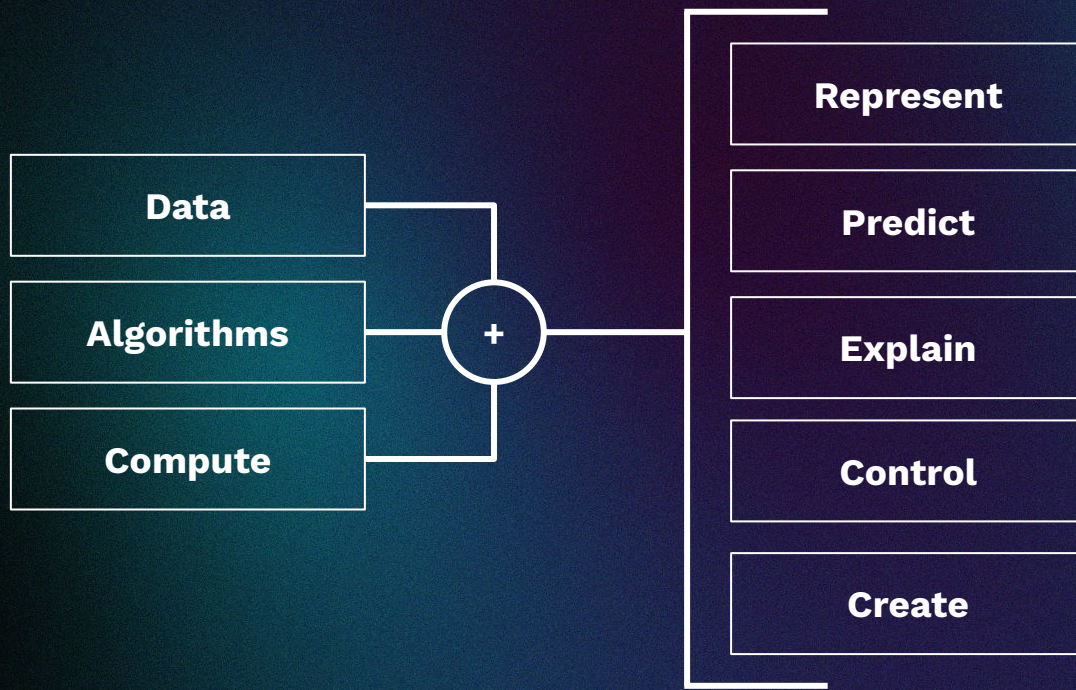 Data
Algorithms
Compute
+
Represent
Predict
Explain
Control
Create